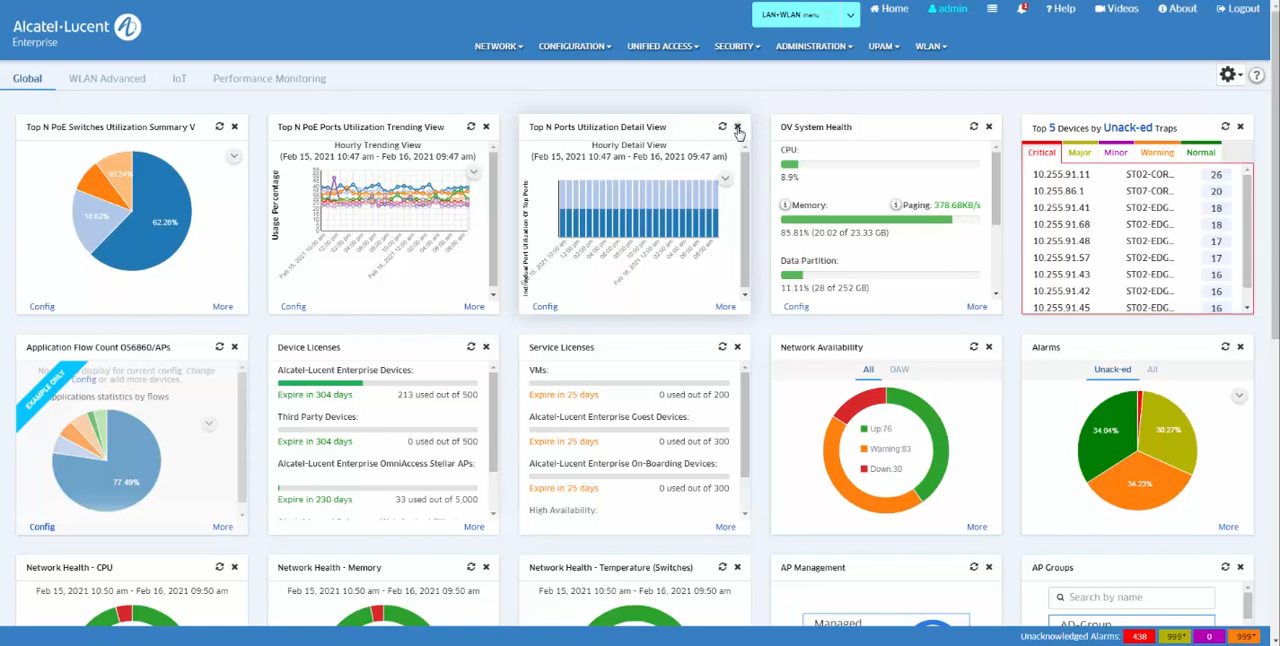 Alcatel·Lucent
Enterprise
LAN+WLAN menu
Home
admin
? Help
Videos
About
Logout
NETWORK
CONFIGURATION
UNIFIED ACCESS
SECURITY
ADMINISTRATION
UPAM
WLAN
Global
WLAN Advanced
IoT
Performance Monitoring
Top N PoE Switches Utilization Summary V
10.24%
18.62%
62.28%
Config
More
Top N PoE Ports Utilization Trending View
Hourly Trending View
(Feb 15, 2021 10:47 am - Feb 16, 2021 09:47 am)
Usage Percentage
Config
More
Top N Ports Utilization Detail View
Hourly Detail View
(Feb 15, 2021 10:47 am - Feb 16, 2021 09:47 am)
Individual Port Utilization Of Top Ports
Config
More
OV System Health
CPU:
8.9%
Memory:
Paging: 378.68KB/s
85.81% (20.02 of 23.33 GB)
Data Partition:
11.11% (28 of 252 GB)
Config
More
Top 5 Devices by Unack-ed Traps
Critical
Major
Minor
Warning
Normal
10.255.91.11 ST02-COR... 26
10.255.86.1 ST07-COR... 20
10.255.91.41 ST02-EDG... 18
10.255.91.68 ST02-EDG... 18
10.255.91.48 ST02-EDG... 17
10.255.91.57 ST02-EDG... 17
10.255.91.43 ST02-EDG... 16
10.255.91.42 ST02-EDG... 16
10.255.91.45 ST02-EDG... 16
Application Flow Count OS6860/APs
display for current config. Change
Config or add more devices.
EXAMPLE ONLY
pplications statistics by flows
77.49%
Config
More
Device Licenses
Alcatel-Lucent Enterprise Devices:
Expire in 304 days
213 used out of 500
Third Party Devices:
Expire in 304 days
0 used out of 500
Alcatel-Lucent Enterprise OmniAccess Stellar APs:
Expire in 230 days
33 used out of 5,000
More
Service Licenses
VMs:
Expire in 25 days
0 used out of 200
Alcatel-Lucent Enterprise Guest Devices:
Expire in 25 days
0 used out of 300
Alcatel-Lucent Enterprise On-Boarding Devices:
Expire in 25 days
0 used out of 300
High Availability:
More
Network Availability
All
OAW
Up:76
Warning:83
Down:30
More
Alarms
Unack-ed
All
34.04%
30.27%
34.23%
More
Network Health - CPU
Feb 15, 2021 10:50 am - Feb 16, 2021 09:50 am
Network Health - Memory
Feb 15, 2021 10:50 am - Feb 16, 2021 09:50 am
Network Health - Temperature (Switches)
Feb 15, 2021 10:50 am - Feb 16, 2021 09:50 am
AP Management
Managed
AP Groups
Search by name
AD-Group
Unacknowledged Alarms:
438
999+
0
999+